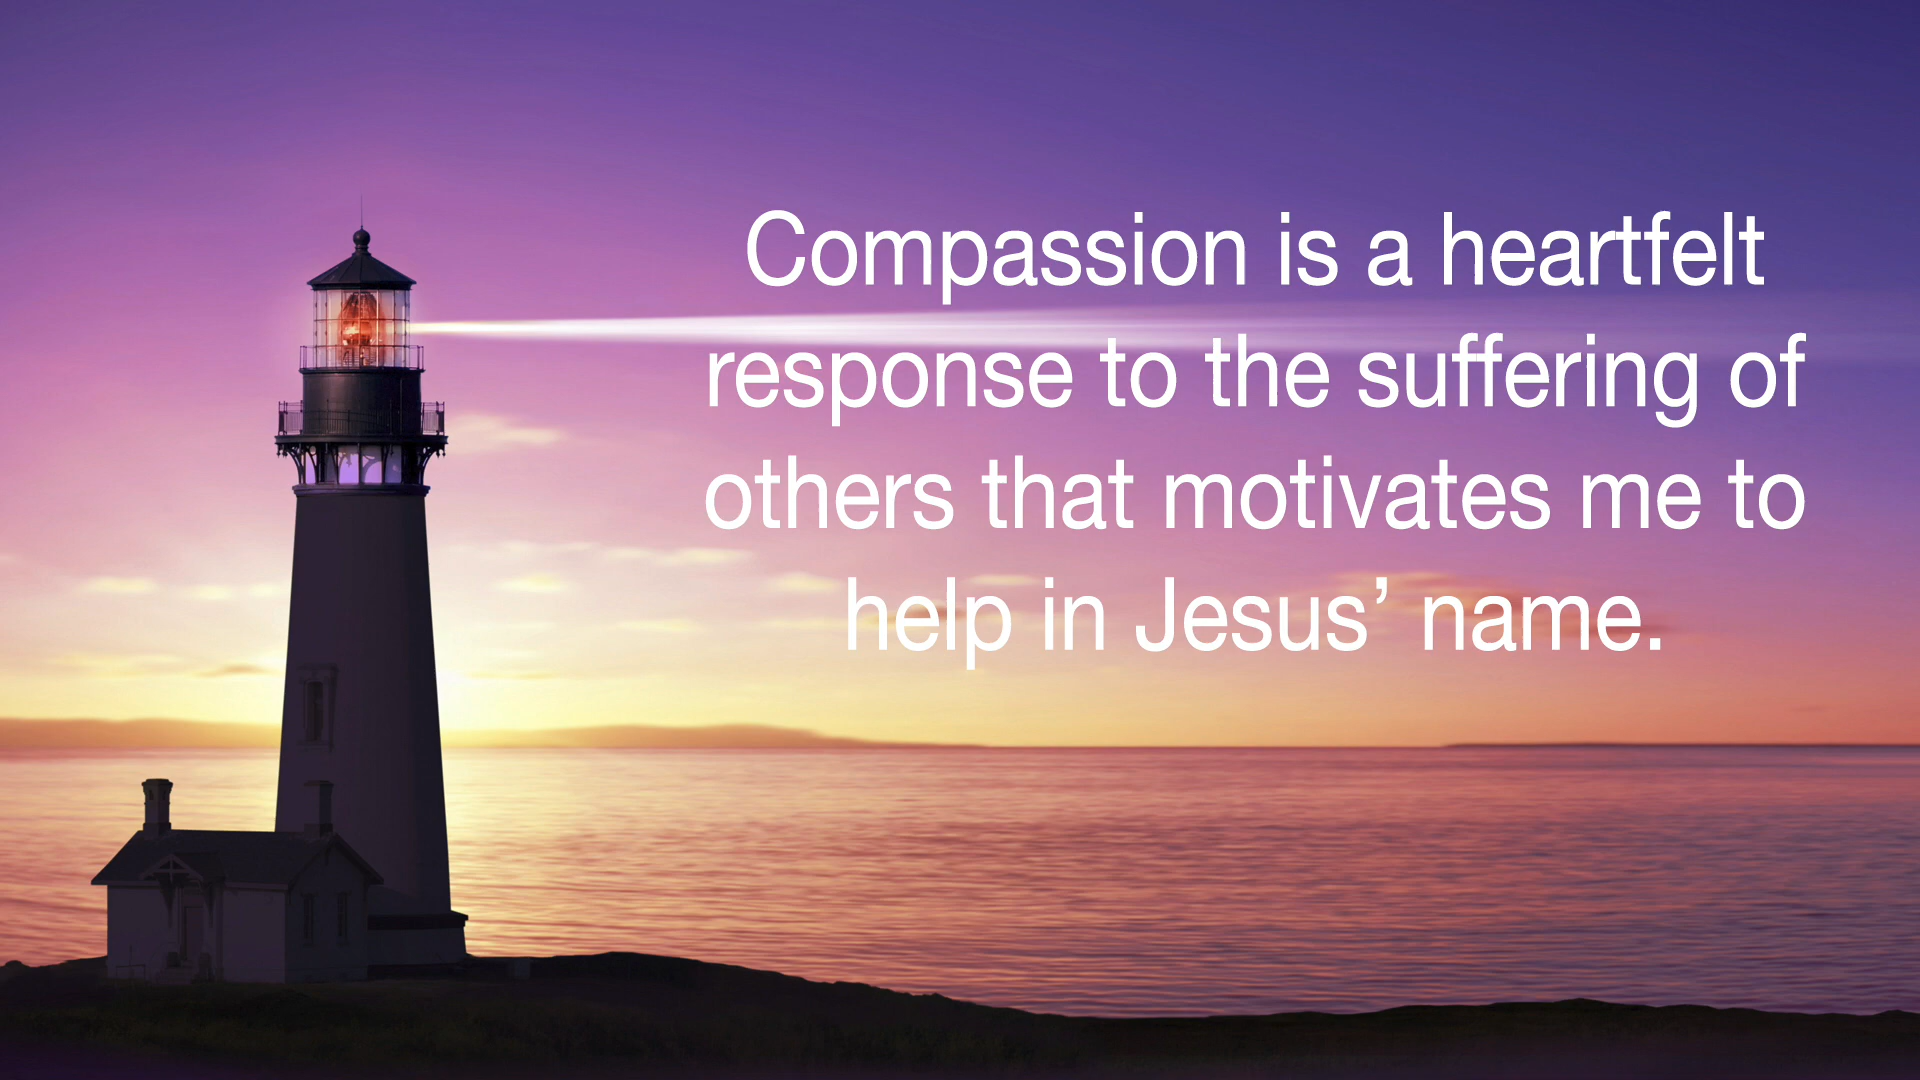 Compassion is a heartfelt
response to the suffering of
others that motivates me to
help in Jesus’ name.